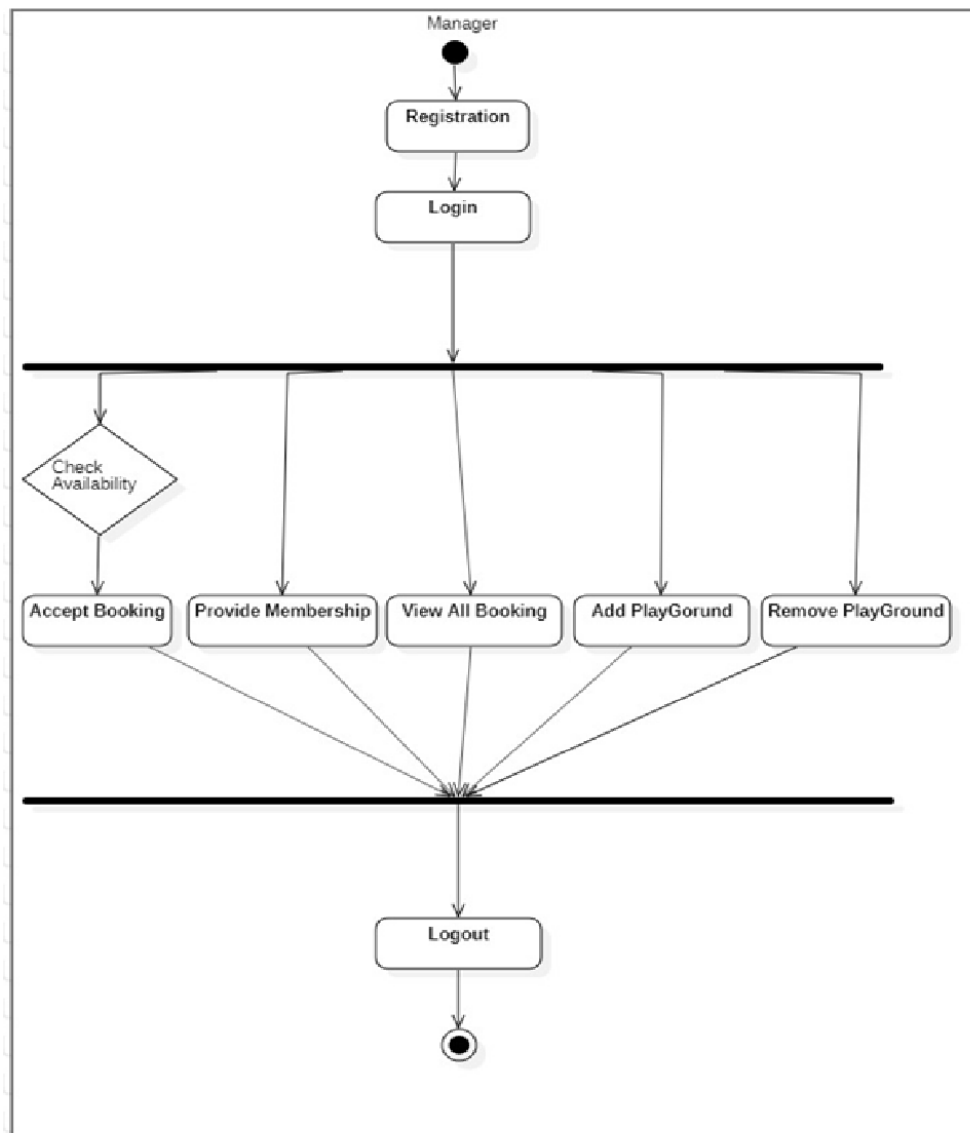 Manager
Registration
Login
Check
Availability
Accept Booking
Provide Membership
View All Booking
Add PlayGorund
Remove PlayGround
Logout